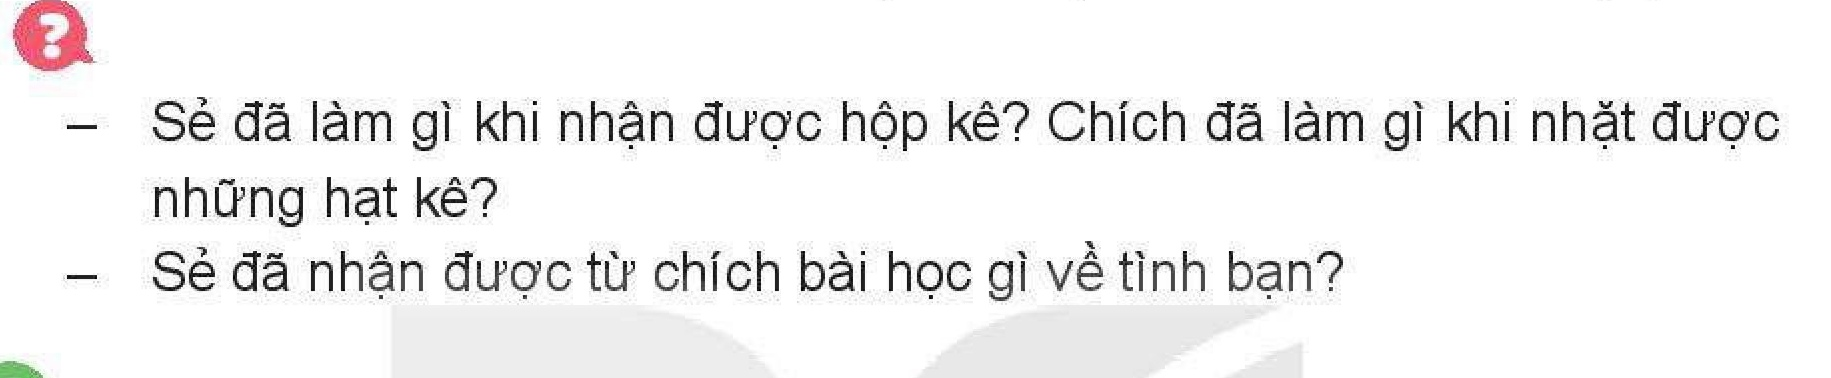 ?
– Sẻ đã làm gì khi nhận được hộp kê? Chích đã làm gì khi nhặt được
những hạt kê?
– Sẻ đã nhận được từ chích bài học gì về tình bạn?